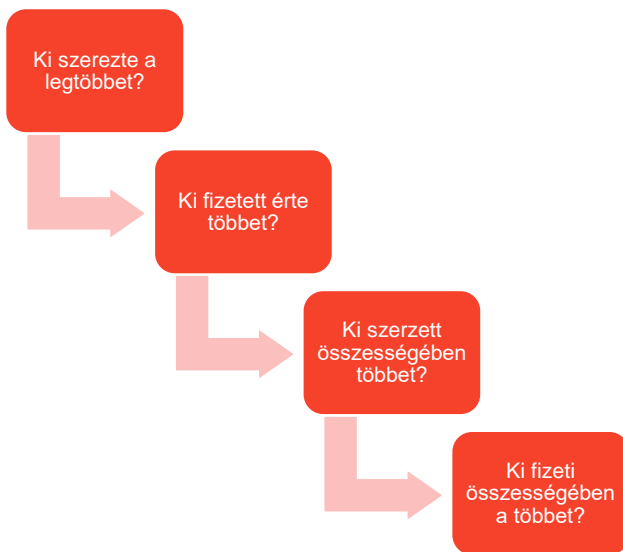 Ki szerezte a
legtöbbet?
Ki fizetett érte
többet?
Ki szerzett
összességében
többet?
Ki fizeti
összességében
a többet?